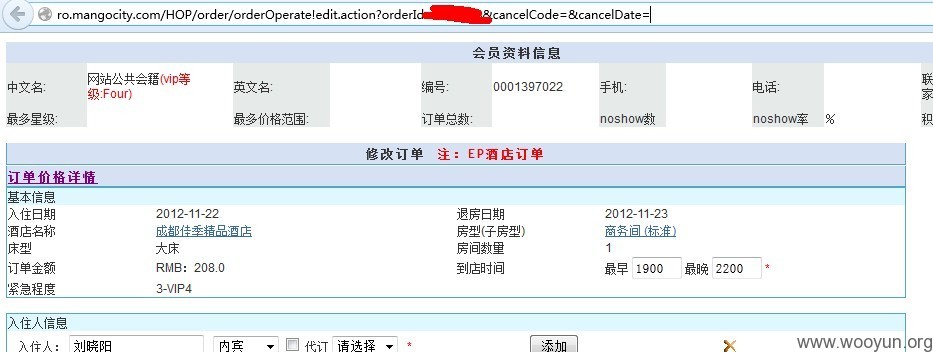 ro.mangocity.com/HOP/order/orderOperate!edit.action?orderId &cancelCode=&cancelDate=
会员资料信息
中文名: 网站公共会籍(vip等级:Four) 英文名: 编号: 0001397022 手机: 电话: 联
家
最多星级: 最多价格范围: 订单总数: noshow数 noshow率 % 积
修改订单 注：EP酒店订单
订单价格详情
基本信息
入住日期 2012-11-22 退房日期 2012-11-23
酒店名称 成都佳季精品酒店 房型(子房型) 商务间 (标准)
床型 大床 房间数量 1
订单金额 RMB：208.0 到店时间 最早 1900 最晚 2200 *
紧急程度 3-VIP4
入住人信息
入住人： 刘晓阳 内宾 代订 请选择 * 添加
www.wooyun.org